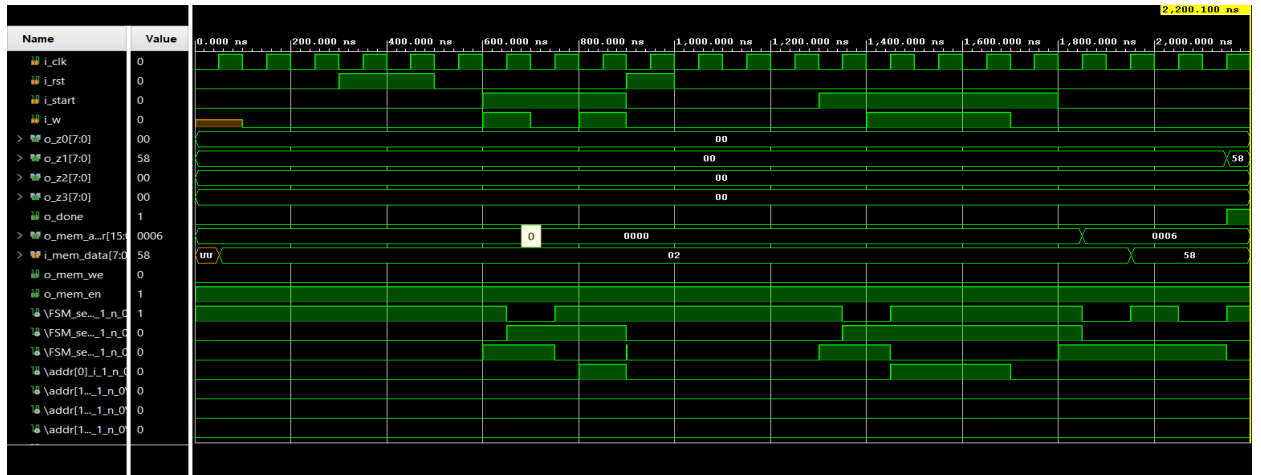 2,200.100 ns
Name Value 0.000 ns 200.000 ns 400.000 ns 600.000 ns 800.000 ns 1,000.000 ns 1,200.000 ns 1,400.000 ns 1,600.000 ns 1,800.000 ns 2,000.000 ns
i_clk 0
i_rst 0
i_start 0
i_w 0
> o_z0[7:0] 00 00
> o_z1[7:0] 58 00 58
> o_z2[7:0] 00 00
> o_z3[7:0] 00 00
o_done 1
> o_mem_a...r[15: 0006 0 0000 0006
> i_mem_data[7:0 58 UU 02 58
o_mem_we 0
o_mem_en 1
\FSM_se..._1_n_0 1
\FSM_se..._1_n_0 0
\FSM_se..._1_n_0 0
\addr[0]_i_1_n_0 0
\addr[1..._1_n_0\ 0
\addr[1..._1_n_0\ 0
\addr[1..._1_n_0\ 0